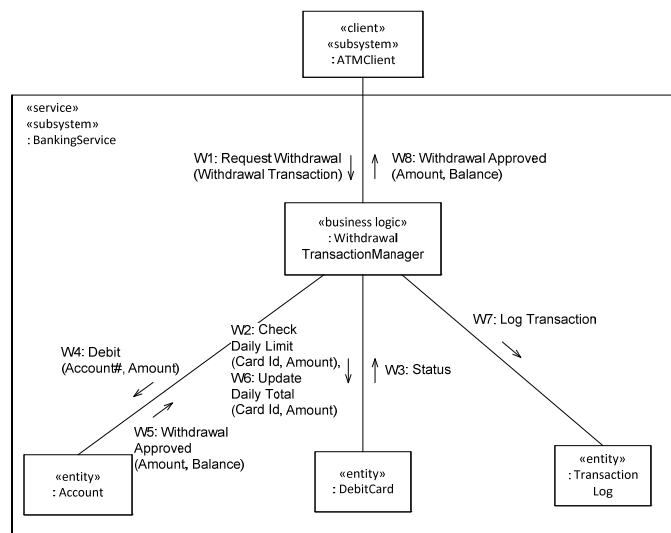 «client»
«subsystem»
: ATMClient
«service»
«subsystem»
: BankingService
W1: Request Withdrawal
(Withdrawal Transaction)
W8: Withdrawal Approved
(Amount, Balance)
«business logic»
: Withdrawal
TransactionManager
W7: Log Transaction
W2: Check
Daily Limit
(Card Id, Amount),
W6: Update
Daily Total
(Card Id, Amount)
W3: Status
W4: Debit
(Account#, Amount)
W5: Withdrawal
Approved
(Amount, Balance)
«entity»
: Account
«entity»
: DebitCard
«entity»
: Transaction
Log